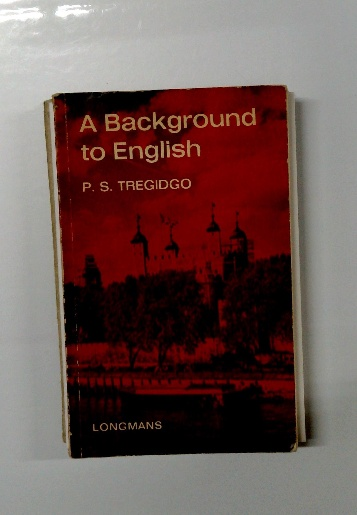 A Background
to English
P. S. TREGIDGO
LONGMANS